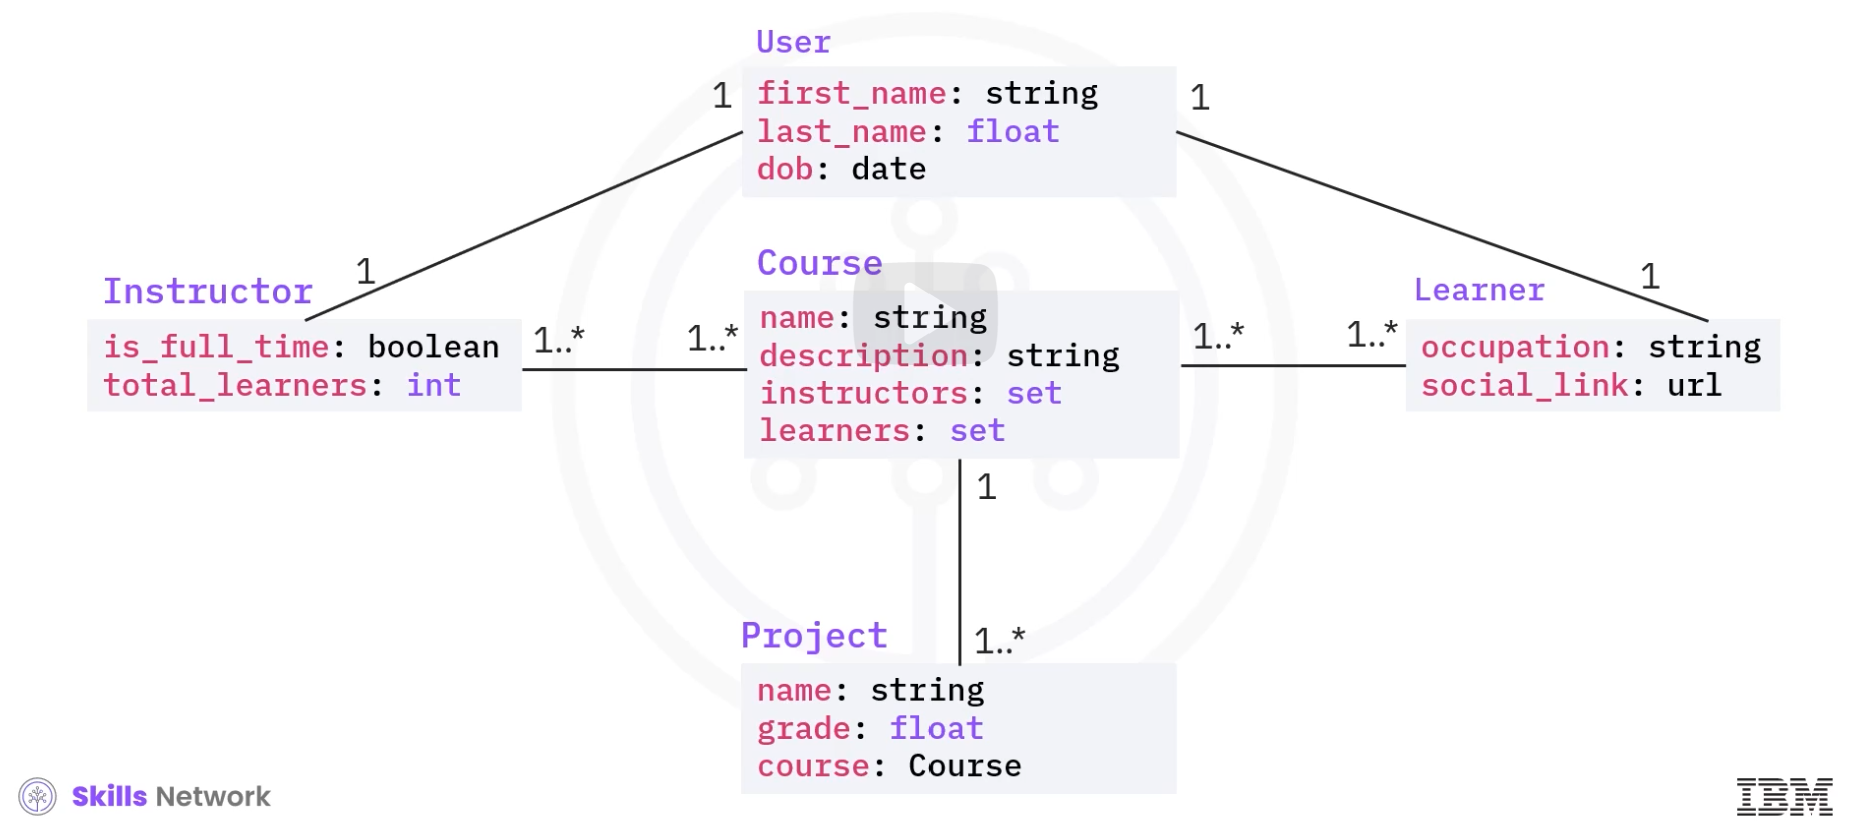 User
1
first_name: string
1
last_name: float
dob: date
Course
1
1
Instructor
Learner
name: string
is_full_time: boolean
1..*
1..*
description: string
1..*
1..*
occupation: string
total_learners: int
instructors: set
social_link: url
learners: set
1
Project
1..*
name: string
grade: float
course: Course
Skills Network
IBM